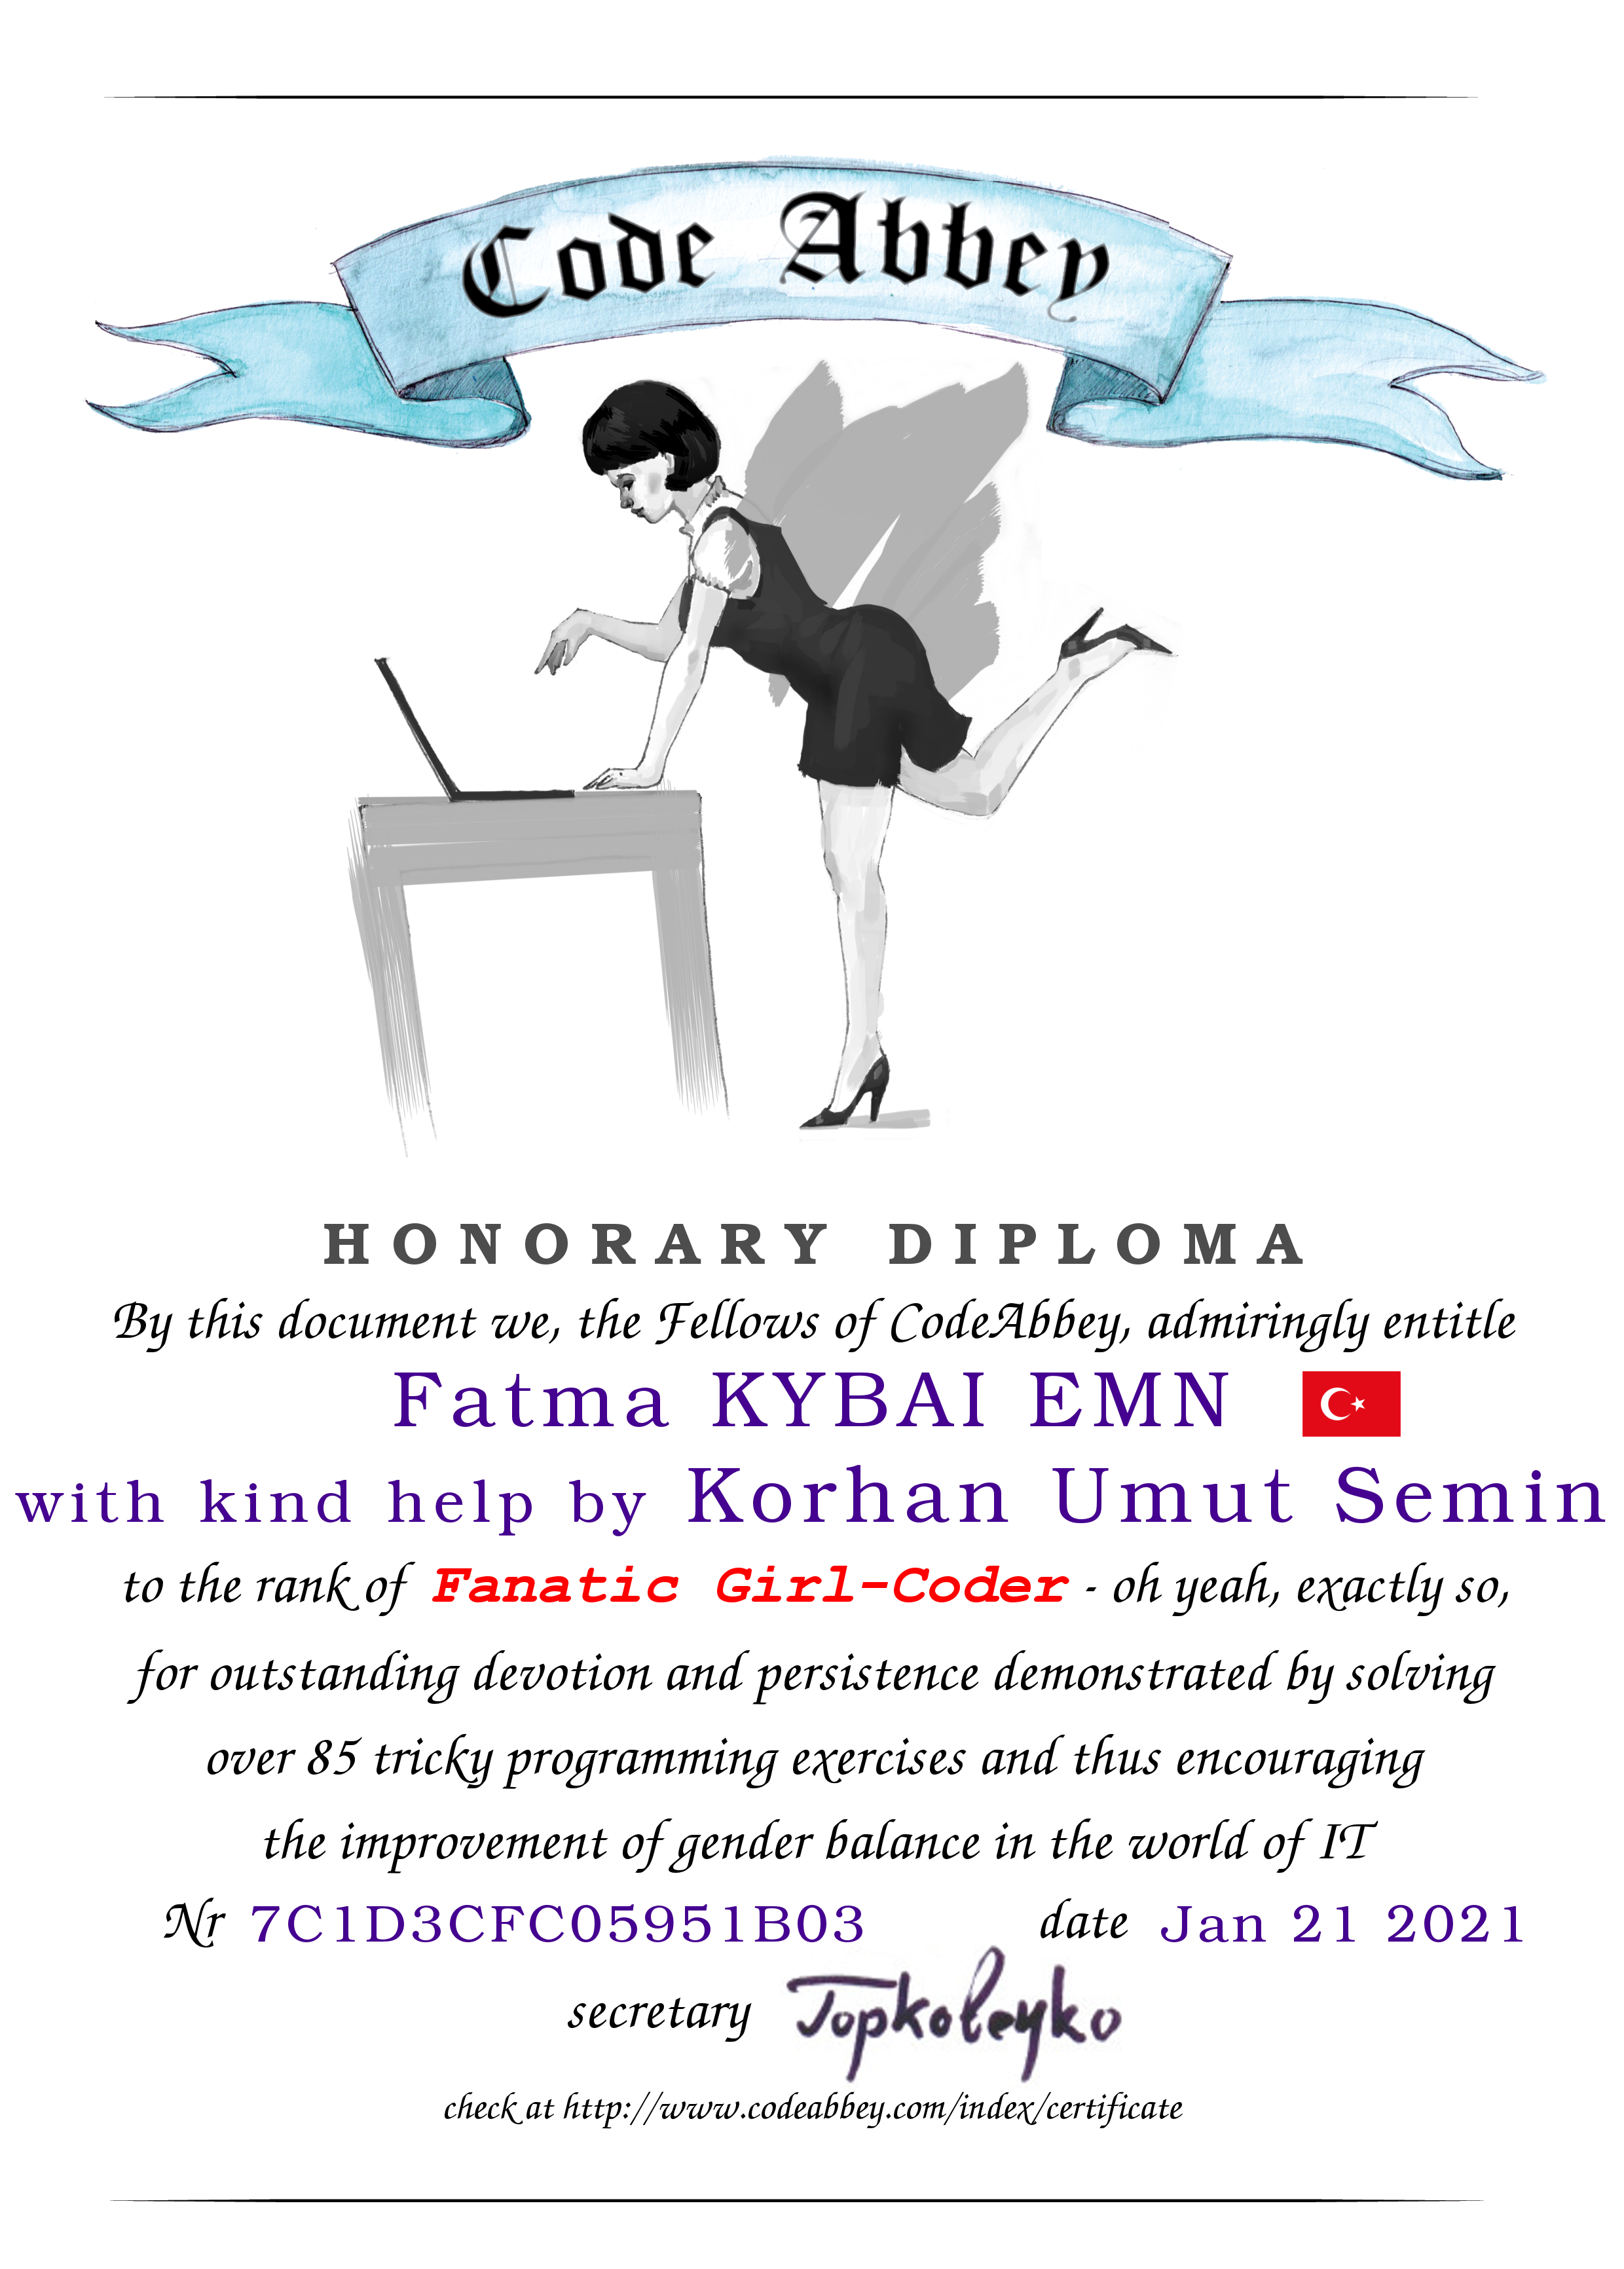 Code Abbey
HONORARY DIPLOMA
By this document we, the Fellows of CodeAbbey, admiringly entitle
Fatma KYBAI EMN
with kind help by Korhan Umut Semin
to the rank of Fanatic Girl-Coder - oh yeah, exactly so,
for outstanding devotion and persistence demonstrated by solving
over 85 tricky programming exercises and thus encouraging
the improvement of gender balance in the world of IT
Nr 7C1D3CFC05951B03 date Jan 21 2021
secretary
check at http://www.codeabbey.com/index/certificate